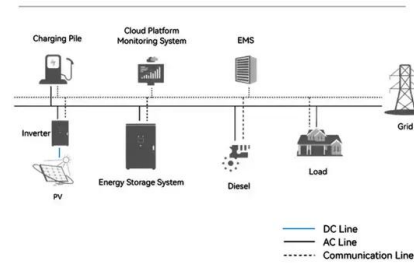 Charging Pile
Cloud Platform
Monitoring System
EMS
Grid
Inverter
PV
Energy Storage System
Diesel
Load
DC Line
AC Line
Communication Line